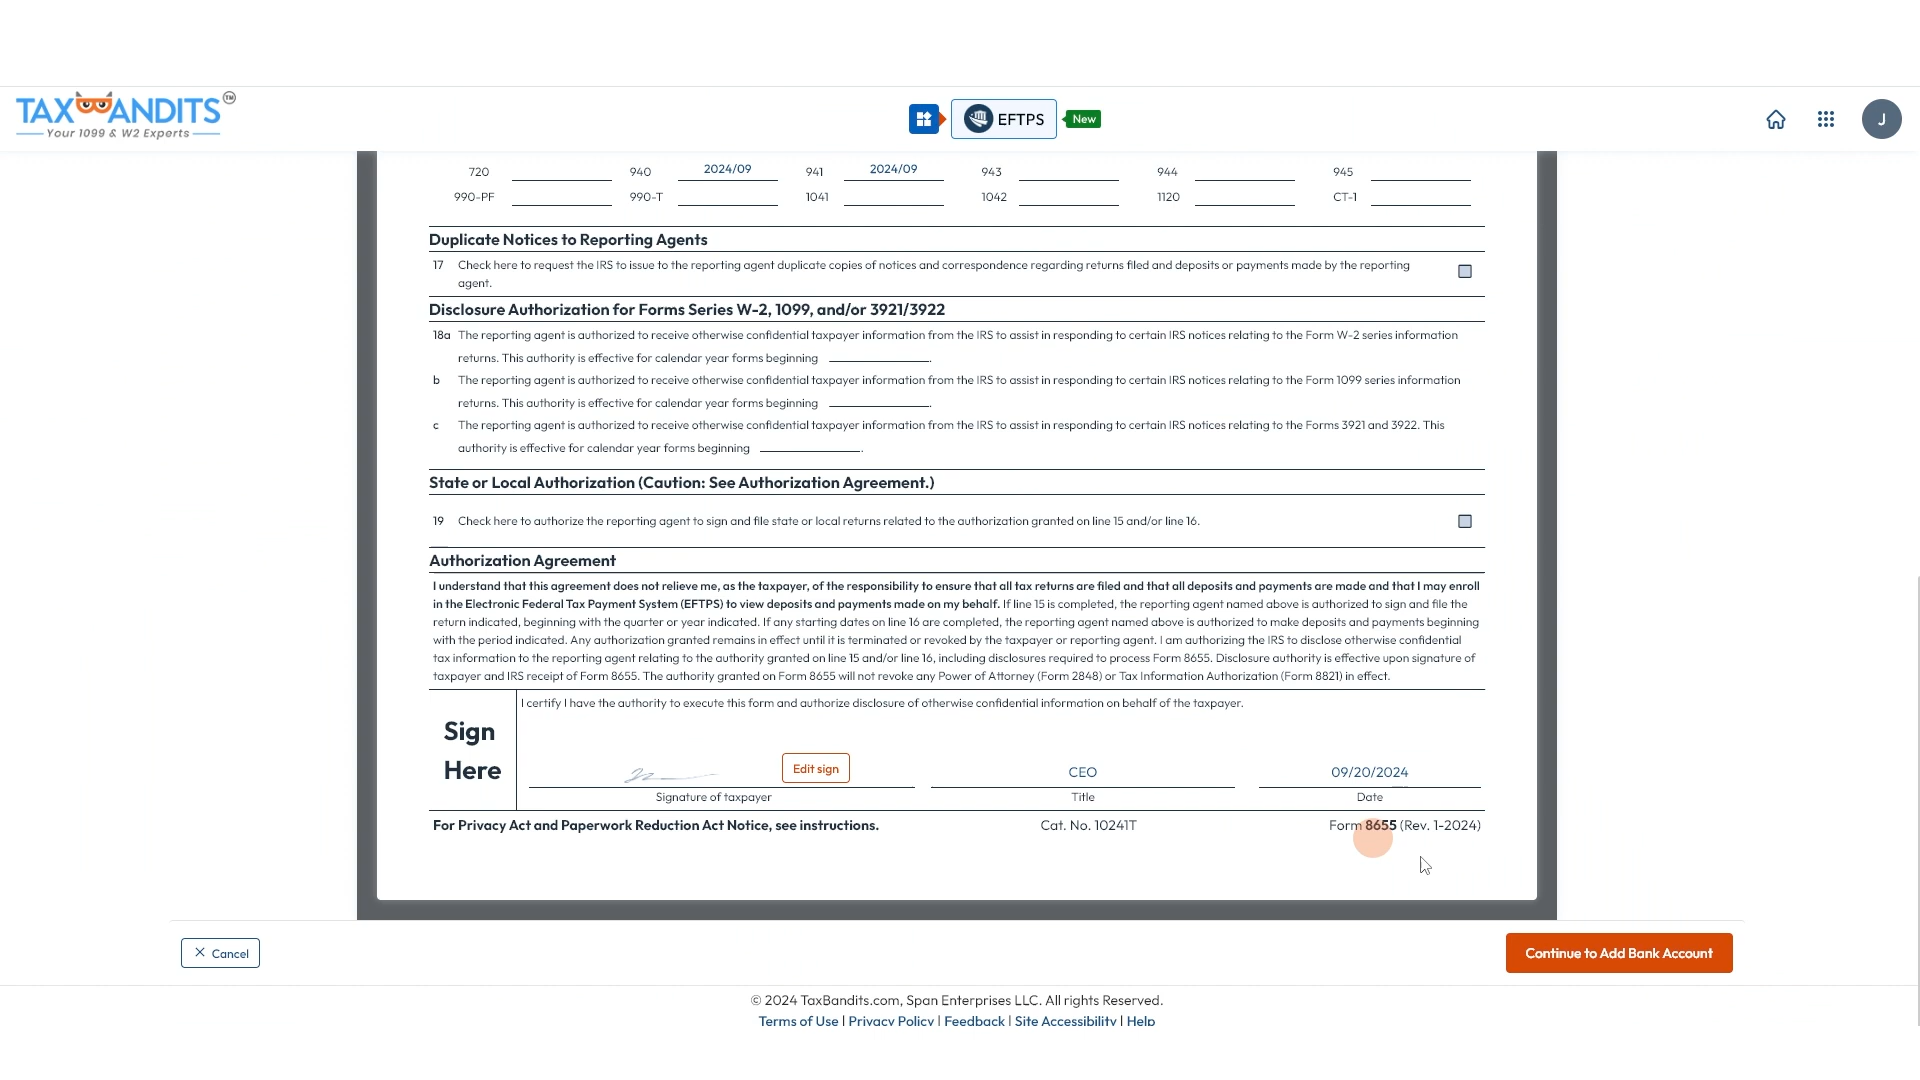 TAXBANDITS TM
Your 1099 & W2 Experts
EFTPS
New
J
720 940 2024/09 941 2024/09 943 944 945
990-PF 990-T 1041 1042 1120 CT-1
Duplicate Notices to Reporting Agents
17 Check here to request the IRS to issue to the reporting agent duplicate copies of notices and correspondence regarding returns filed and deposits or payments made by the reporting
agent.
Disclosure Authorization for Forms Series W-2, 1099, and/or 3921/3922
18a The reporting agent is authorized to receive otherwise confidential taxpayer information from the IRS to assist in responding to certain IRS notices relating to the Form W-2 series information
returns. This authority is effective for calendar year forms beginning .
b The reporting agent is authorized to receive otherwise confidential taxpayer information from the IRS to assist in responding to certain IRS notices relating to the Form 1099 series information
returns. This authority is effective for calendar year forms beginning .
c The reporting agent is authorized to receive otherwise confidential taxpayer information from the IRS to assist in responding to certain IRS notices relating to the Forms 3921 and 3922. This
authority is effective for calendar year forms beginning .
State or Local Authorization (Caution: See Authorization Agreement.)
19 Check here to authorize the reporting agent to sign and file state or local returns related to the authorization granted on line 15 and/or line 16.
Authorization Agreement
I understand that this agreement does not relieve me, as the taxpayer, of the responsibility to ensure that all tax returns are filed and that all deposits and payments are made and that I may enroll
in the Electronic Federal Tax Payment System (EFTPS) to view deposits and payments made on my behalf. If line 15 is completed, the reporting agent named above is authorized to sign and file the
return indicated, beginning with the quarter or year indicated. If any starting dates on line 16 are completed, the reporting agent named above is authorized to make deposits and payments beginning
with the period indicated. Any authorization granted remains in effect until it is terminated or revoked by the taxpayer or reporting agent. I am authorizing the IRS to disclose otherwise confidential
tax information to the reporting agent relating to the authority granted on line 15 and/or line 16, including disclosures required to process Form 8655. Disclosure authority is effective upon signature of
taxpayer and IRS receipt of Form 8655. The authority granted on Form 8655 will not revoke any Power of Attorney (Form 2848) or Tax Information Authorization (Form 8821) in effect.
Sign
Here
I certify I have the authority to execute this form and authorize disclosure of otherwise confidential information on behalf of the taxpayer.
Edit sign CEO 09/20/2024
Signature of taxpayer Title Date
For Privacy Act and Paperwork Reduction Act Notice, see instructions. Cat. No. 10241T Form 8655 (Rev. 1-2024)
Cancel
Continue to Add Bank Account
© 2024 TaxBandits.com, Span Enterprises LLC. All rights Reserved.
Terms of Use | Privacy Policy | Feedback | Site Accessibility | Help